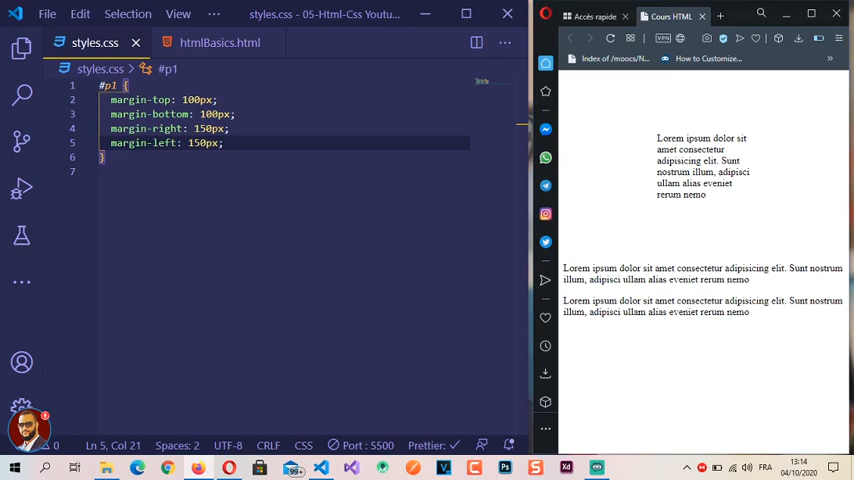 File Edit Selection View ... styles.css - 05-Html-Css Youtu...
styles.css
htmlBasics.html
styles.css > #p1
1 #p1 {
2 margin-top: 100px;
3 margin-bottom: 100px;
4 margin-right: 150px;
5 margin-left: 150px;
6 }
7
0 Ln 5, Col 21 Spaces: 2 UTF-8 CRLF CSS Port : 5500 Prettier:
Accès rapide
Cours HTML
VPN
Index of /moocs/N...
How to Customize...
Lorem ipsum dolor sit
amet consectetur
adipisicing elit. Sunt
nostrum illum, adipisci
ullam alias eveniet
rerum nemo
Lorem ipsum dolor sit amet consectetur adipisicing elit. Sunt nostrum
illum, adipisci ullam alias eveniet rerum nemo
Lorem ipsum dolor sit amet consectetur adipisicing elit. Sunt nostrum
illum, adipisci ullam alias eveniet rerum nemo
99+
Ps
Xd
FRA
13:14
04/10/2020